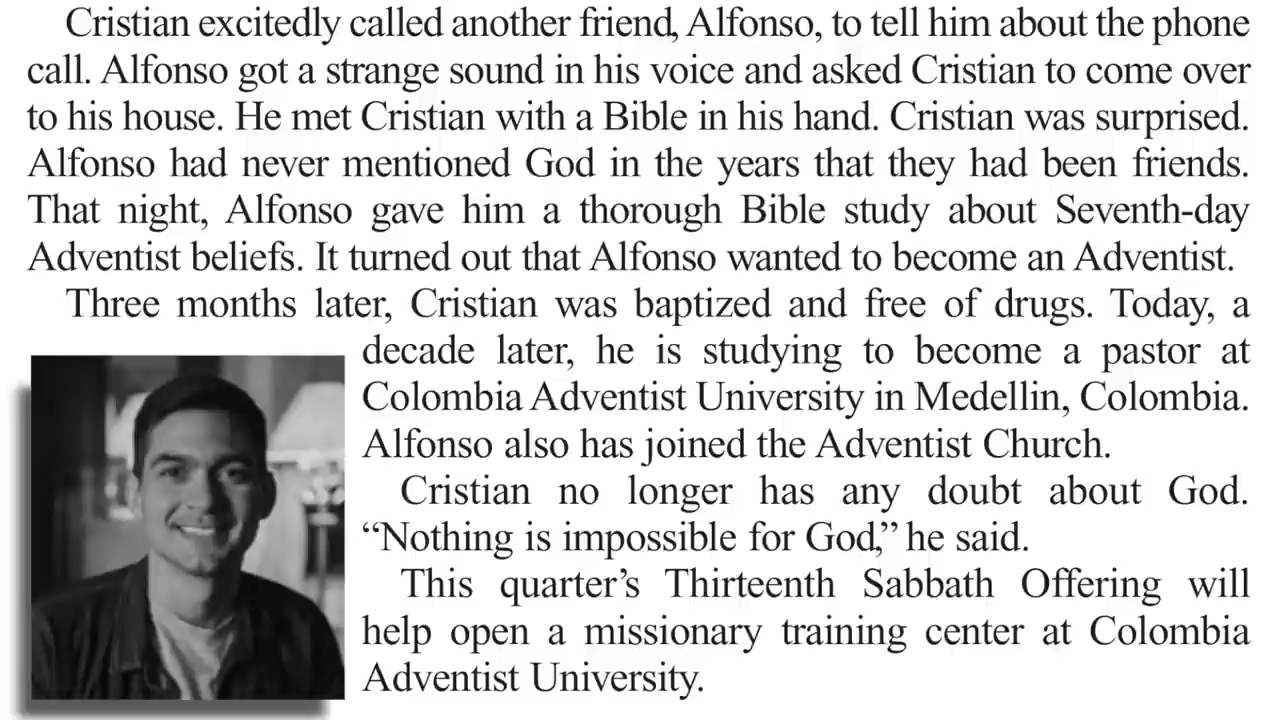 Cristian excitedly called another friend, Alfonso, to tell him about the phone
call. Alfonso got a strange sound in his voice and asked Cristian to come over
to his house. He met Cristian with a Bible in his hand. Cristian was surprised.
Alfonso had never mentioned God in the years that they had been friends.
That night, Alfonso gave him a thorough Bible study about Seventh-day
Adventist beliefs. It turned out that Alfonso wanted to become an Adventist.
Three months later, Cristian was baptized and free of drugs. Today, a
decade later, he is studying to become a pastor at
Colombia Adventist University in Medellin, Colombia.
Alfonso also has joined the Adventist Church.
Cristian no longer has any doubt about God.
“Nothing is impossible for God,” he said.
This quarter’s Thirteenth Sabbath Offering will
help open a missionary training center at Colombia
Adventist University.